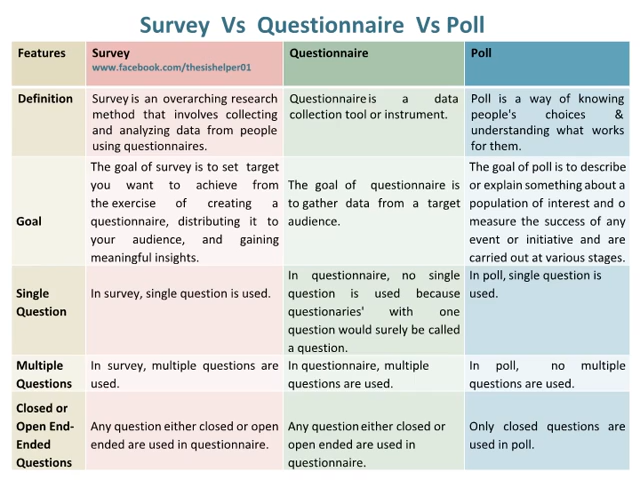 Survey Vs Questionnaire Vs Poll
Features
Survey
www.facebook.com/thesishelper01
Questionnaire
Poll
Definition
Survey is an overarching research
method that involves collecting
and analyzing data from people
using questionnaires.
Questionnaire is a data
collection tool or instrument.
Poll is a way of knowing
people's choices &
understanding what works
for them.
Goal
The goal of survey is to set target
you want to achieve from
the exercise of creating a
questionnaire, distributing it to
your audience, and gaining
meaningful insights.
The goal of questionnaire is
to gather data from a target
audience.
The goal of poll is to describe
or explain something about a
population of interest and o
measure the success of any
event or initiative and are
carried out at various stages.
Single
Question
In survey, single question is used.
In questionnaire, no single
question is used because
questionaries' with one
question would surely be called
a question.
In poll, single question is
used.
Multiple
Questions
In survey, multiple questions are
used.
In questionnaire, multiple
questions are used.
In poll, no multiple
questions are used.
Closed or
Open End-
Ended
Questions
Any question either closed or open
ended are used in questionnaire.
Any question either closed or
open ended are used in
questionnaire.
Only closed questions are
used in poll.